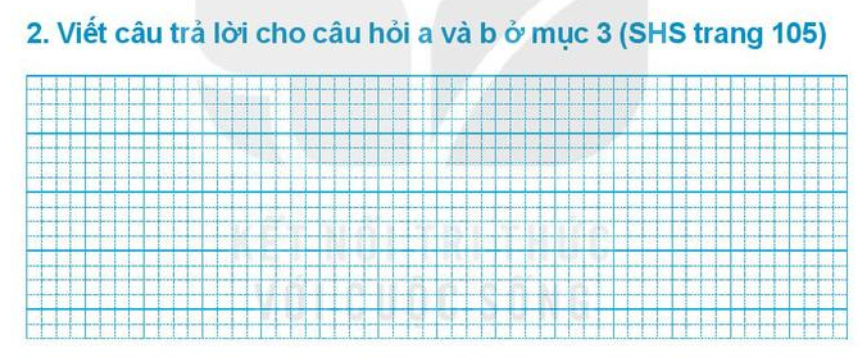 2. Viết câu trả lời cho câu hỏi a và b ở mục 3 (SHS trang 105)
KẾT NỐI TRI THỨC
VỚI CUỘC SỐNG